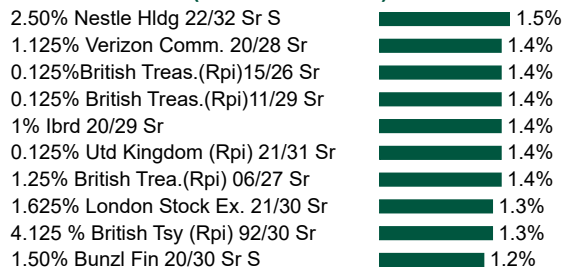 2.50% Nestle Hldg 22/32 Sr S 1.5%
1.125% Verizon Comm. 20/28 Sr 1.4%
0.125%British Treas.(Rpi)15/26 Sr 1.4%
0.125% British Treas.(Rpi)11/29 Sr 1.4%
1% Ibrd 20/29 Sr 1.4%
0.125% Utd Kingdom (Rpi) 21/31 Sr 1.4%
1.25% British Trea.(Rpi) 06/27 Sr 1.4%
1.625% London Stock Ex. 21/30 Sr 1.3%
4.125 % British Tsy (Rpi) 92/30 Sr 1.3%
1.50% Bunzl Fin 20/30 Sr S 1.2%